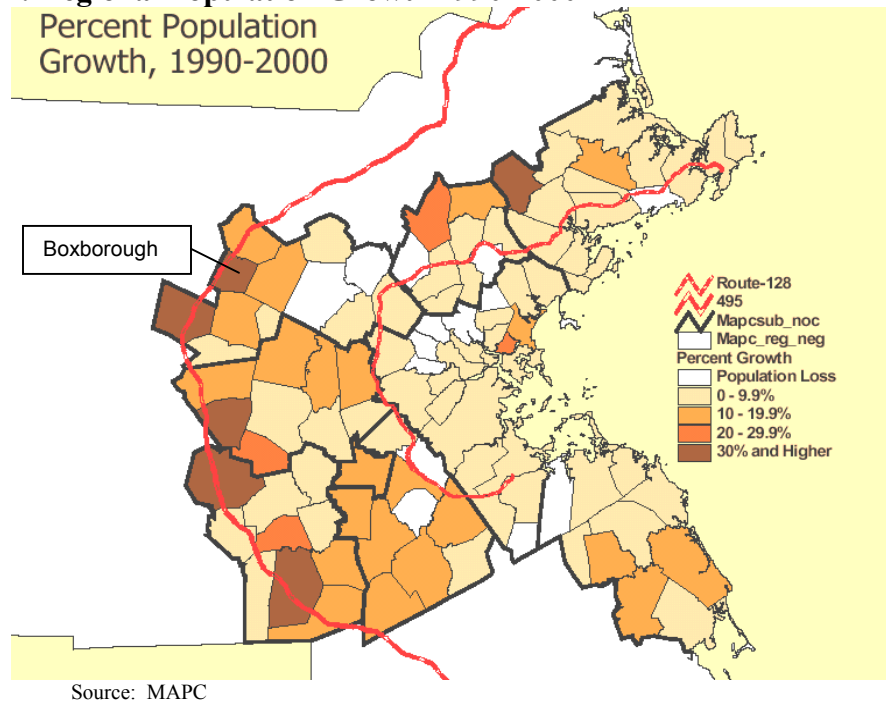 Percent Population
Growth, 1990-2000
Boxborough
Route-128
495
Mapcsub_noc
Mapc_reg_neg
Percent Growth
Population Loss
0 - 9.9%
10 - 19.9%
20 - 29.9%
30% and Higher
Source: MAPC